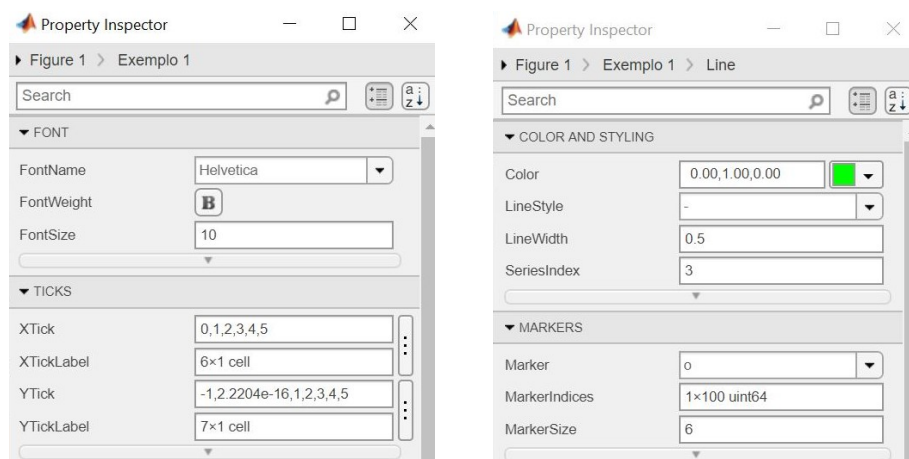 Property Inspector
Figure 1 > Exemplo 1
Search
FONT
FontName Helvetica
FontWeight B
FontSize 10
TICKS
XTick 0,1,2,3,4,5
XTickLabel 6×1 cell
YTick -1,2.2204e-16,1,2,3,4,5
YTickLabel 7×1 cell
Property Inspector
Figure 1 > Exemplo 1 > Line
Search
COLOR AND STYLING
Color 0.00,1.00,0.00
LineStyle -
LineWidth 0.5
SeriesIndex 3
MARKERS
Marker o
MarkerIndices 1×100 uint64
MarkerSize 6